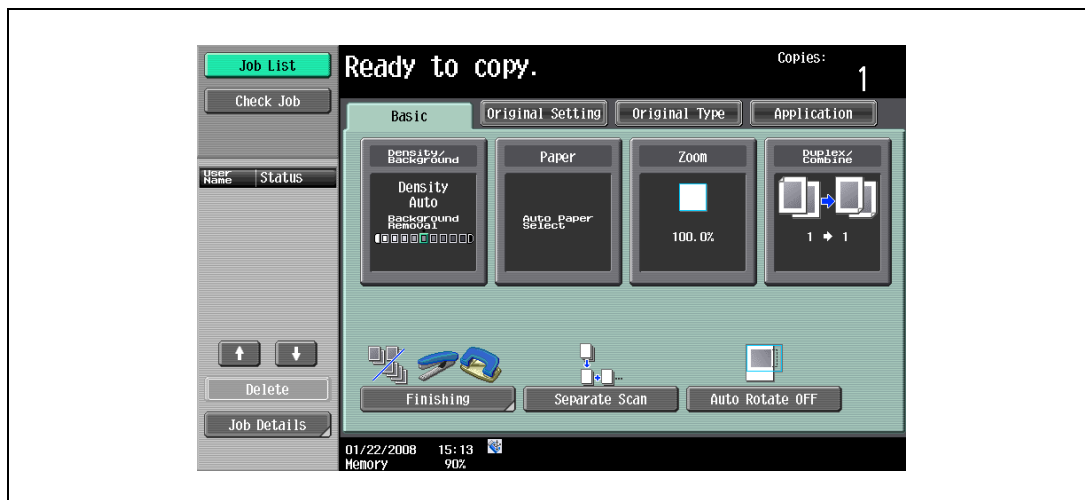 Job List
Check Job
User Name Status
Delete
Job Details
Ready to copy.
Copies:
1
Basic Original Setting Original Type Application
Density/
Background
Density
Auto
Background
Removal
Paper
Auto Paper
Select
Zoom
100.0%
Duplex/
Combine
1 → 1
Finishing Separate Scan Auto Rotate OFF
01/22/2008 15:13
Memory 90%